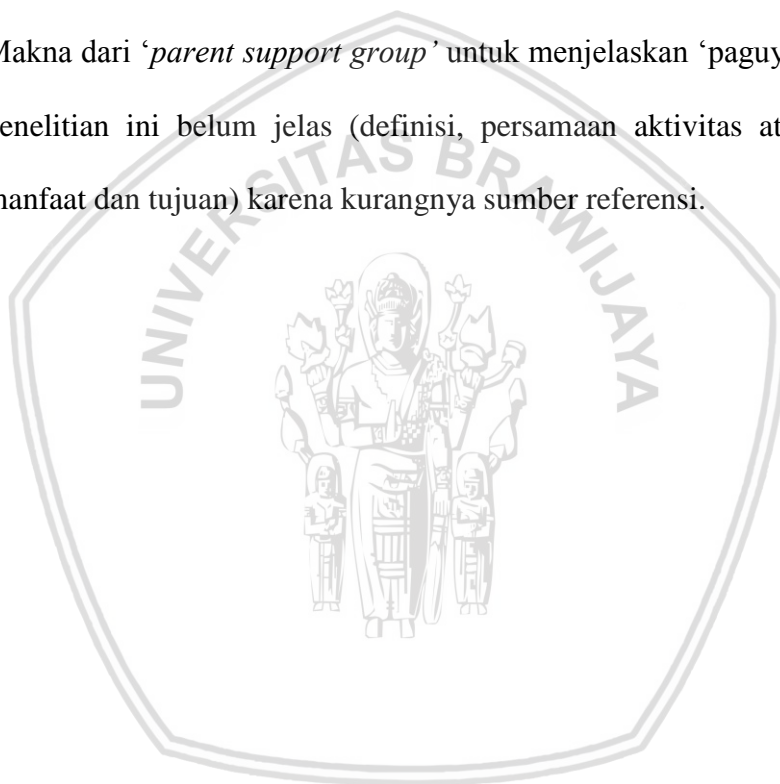 Makna dari ‘parent support group’ untuk menjelaskan ‘paguy
enelitian ini belum jelas (definisi, persamaan aktivitas at
manfaat dan tujuan) karena kurangnya sumber referensi.
UNIVERSITAS BRAWIJAYA